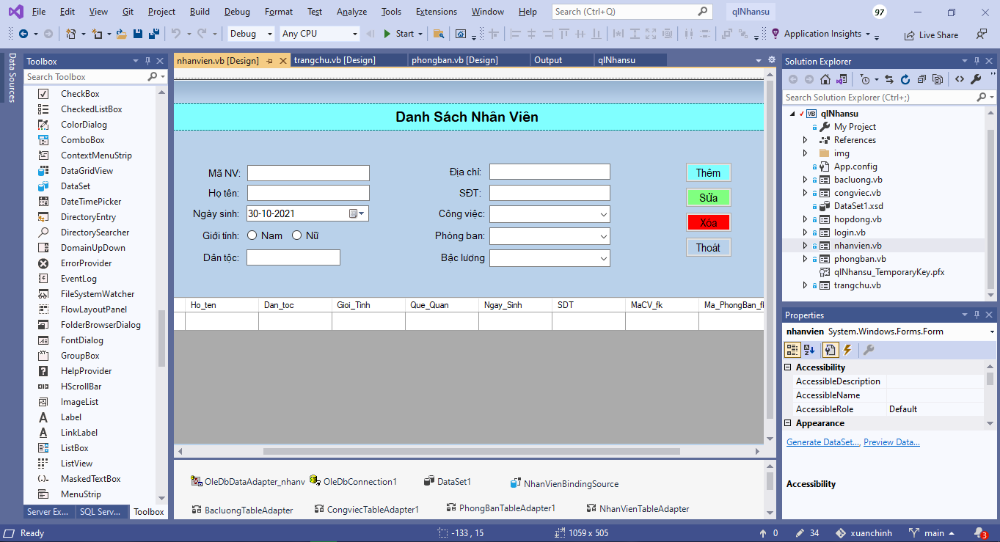 File Edit View Git Project Build Debug Format Test Analyze Tools Extensions Window Help Search (Ctrl+Q) qlNhansu 97
Debug Any CPU Start Application Insights Live Share
Data Sources
Toolbox
Search Toolbox
CheckBox
CheckedListBox
ColorDialog
ComboBox
ContextMenuStrip
DataGridView
DataSet
DateTimePicker
DirectoryEntry
DirectorySearcher
DomainUpDown
ErrorProvider
EventLog
FileSystemWatcher
FlowLayoutPanel
FolderBrowserDialog
FontDialog
GroupBox
HelpProvider
HScrollBar
ImageList
Label
LinkLabel
ListBox
ListView
MaskedTextBox
MenuStrip
Server Ex... SQL Serv... Toolbox
nhanvien.vb [Design] trangchu.vb [Design] phongban.vb [Design] Output qlNhansu
Danh Sách Nhân Viên
Mã NV: Địa chỉ: Thêm
Họ tên: SĐT: Sửa
Ngày sinh: 30-10-2021 Công việc: Xóa
Giới tính: Nam Nữ Phòng ban: Thoát
Dân tộc: Bậc lương
Ho_ten Dan_toc Gioi_Tinh Que_Quan Ngay_Sinh SDT MaCV_fk Ma_PhongBan_fl
OleDbDataAdapter_nhanv OleDbConnection1 DataSet1 NhanVienBindingSource
BacluongTableAdapter CongviecTableAdapter1 PhongBanTableAdapter1 NhanVienTableAdapter
Solution Explorer
Search Solution Explorer (Ctrl+;)
VB qlNhansu
My Project
References
img
App.config
bacluong.vb
congviec.vb
DataSet1.xsd
hopdong.vb
login.vb
nhanvien.vb
phongban.vb
qlNhansu_TemporaryKey.pfx
trangchu.vb
Properties
nhanvien System.Windows.Forms.Form
Accessibility
AccessibleDescription
AccessibleName
AccessibleRole Default
Appearance
Generate DataSet..., Preview Data...
Accessibility
Ready -133 , 15 1059 x 505 0 34 xuanchinh main 3